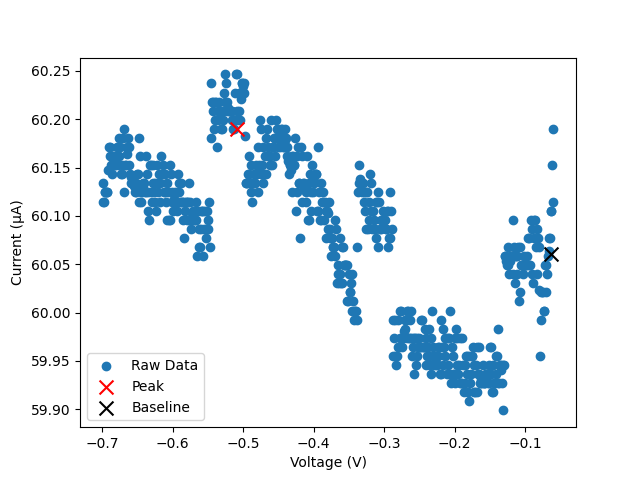 60.25
60.20
60.15
60.10
60.05
60.00
59.95
59.90
Current (μA)
Raw Data
Peak
Baseline
−0.7 −0.6 −0.5 −0.4 −0.3 −0.2 −0.1
Voltage (V)